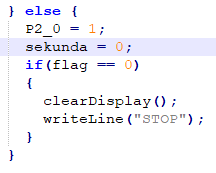 } else {
P2_0 = 1;
sekunda = 0;
if(flag == 0)
{
clearDisplay();
writeLine("STOP");
}
}